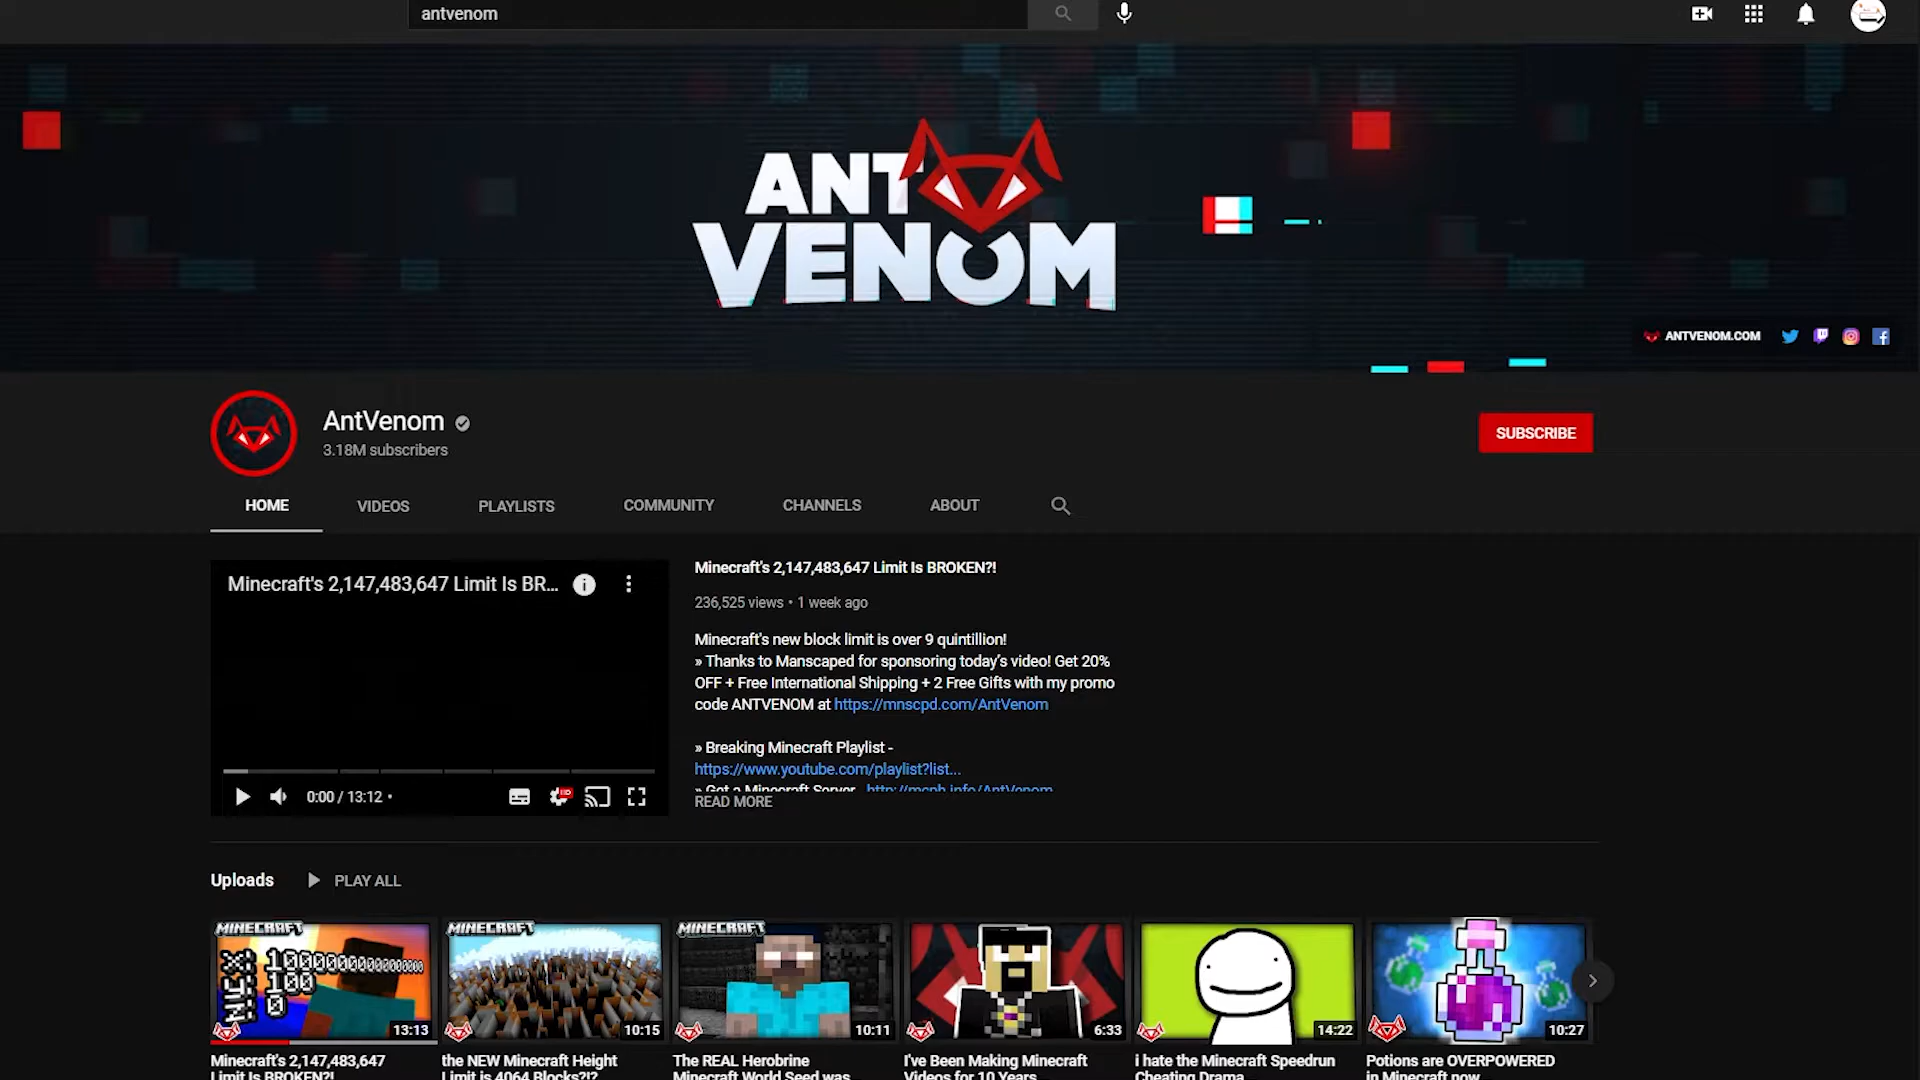 antvenom
ANT
VENOM
ANTVENOM.COM
AntVenom
3.18M subscribers
SUBSCRIBE
HOME
VIDEOS
PLAYLISTS
COMMUNITY
CHANNELS
ABOUT
Minecraft's 2,147,483,647 Limit Is BR...
0:00 / 13:12 •
Minecraft's 2,147,483,647 Limit Is BROKEN?!
236,525 views • 1 week ago
Minecraft's new block limit is over 9 quintillion!
» Thanks to Manscaped for sponsoring today's video! Get 20%
OFF + Free International Shipping + 2 Free Gifts with my promo
code ANTVENOM at https://mnscpd.com/AntVenom
» Breaking Minecraft Playlist -
https://www.youtube.com/playlist?list...
» Get a Minecraft Server - http://mcph.info/AntVenom
READ MORE
Uploads
PLAY ALL
MINECRAFT
13:13
MINECRAFT
10:15
MINECRAFT
10:11
6:33
14:22
10:27
Minecraft's 2,147,483,647
Limit Is BROKEN?!
the NEW Minecraft Height
Limit is 4064 Blocks?!?
The REAL Herobrine
Minecraft World Seed was
I've Been Making Minecraft
Videos for 10 Years
i hate the Minecraft Speedrun
Cheating Drama
Potions are OVERPOWERED
in Minecraft now